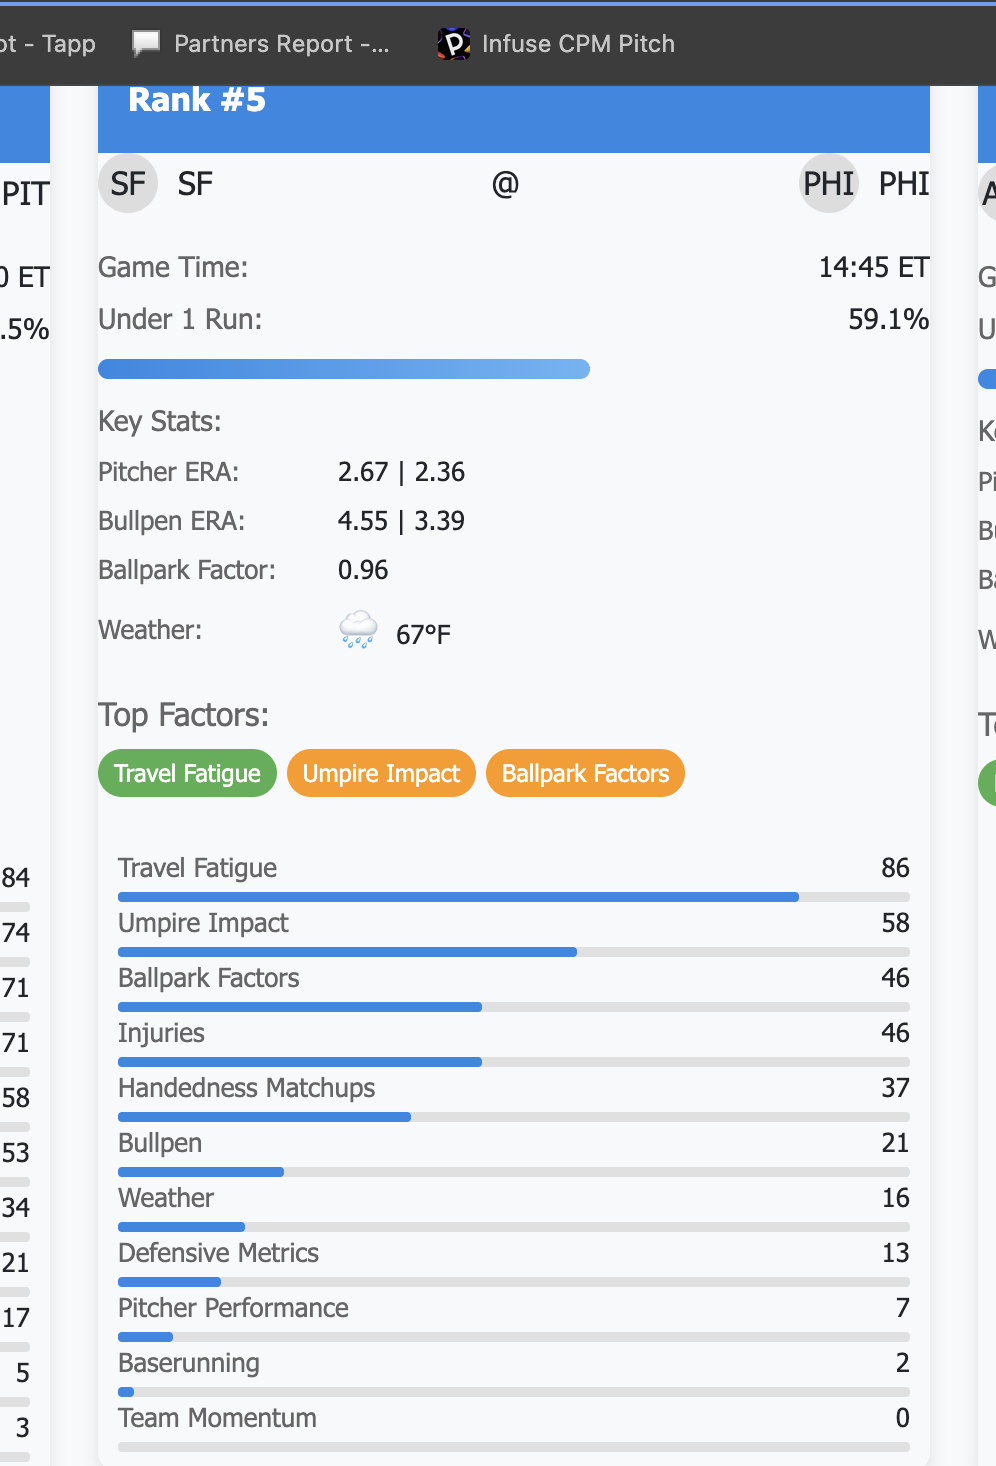 ot - Tapp Partners Report -... Infuse CPM Pitch
Rank #5
SF SF @ PHI PHI
Game Time: 14:45 ET
Under 1 Run: 59.1%
Key Stats:
Pitcher ERA: 2.67 | 2.36
Bullpen ERA: 4.55 | 3.39
Ballpark Factor: 0.96
Weather: 67°F
Top Factors:
Travel Fatigue Umpire Impact Ballpark Factors
Travel Fatigue 86
Umpire Impact 58
Ballpark Factors 46
Injuries 46
Handedness Matchups 37
Bullpen 21
Weather 16
Defensive Metrics 13
Pitcher Performance 7
Baserunning 2
Team Momentum 0
PIT
0 ET
.5%
84
74
71
71
58
53
34
21
17
5
3